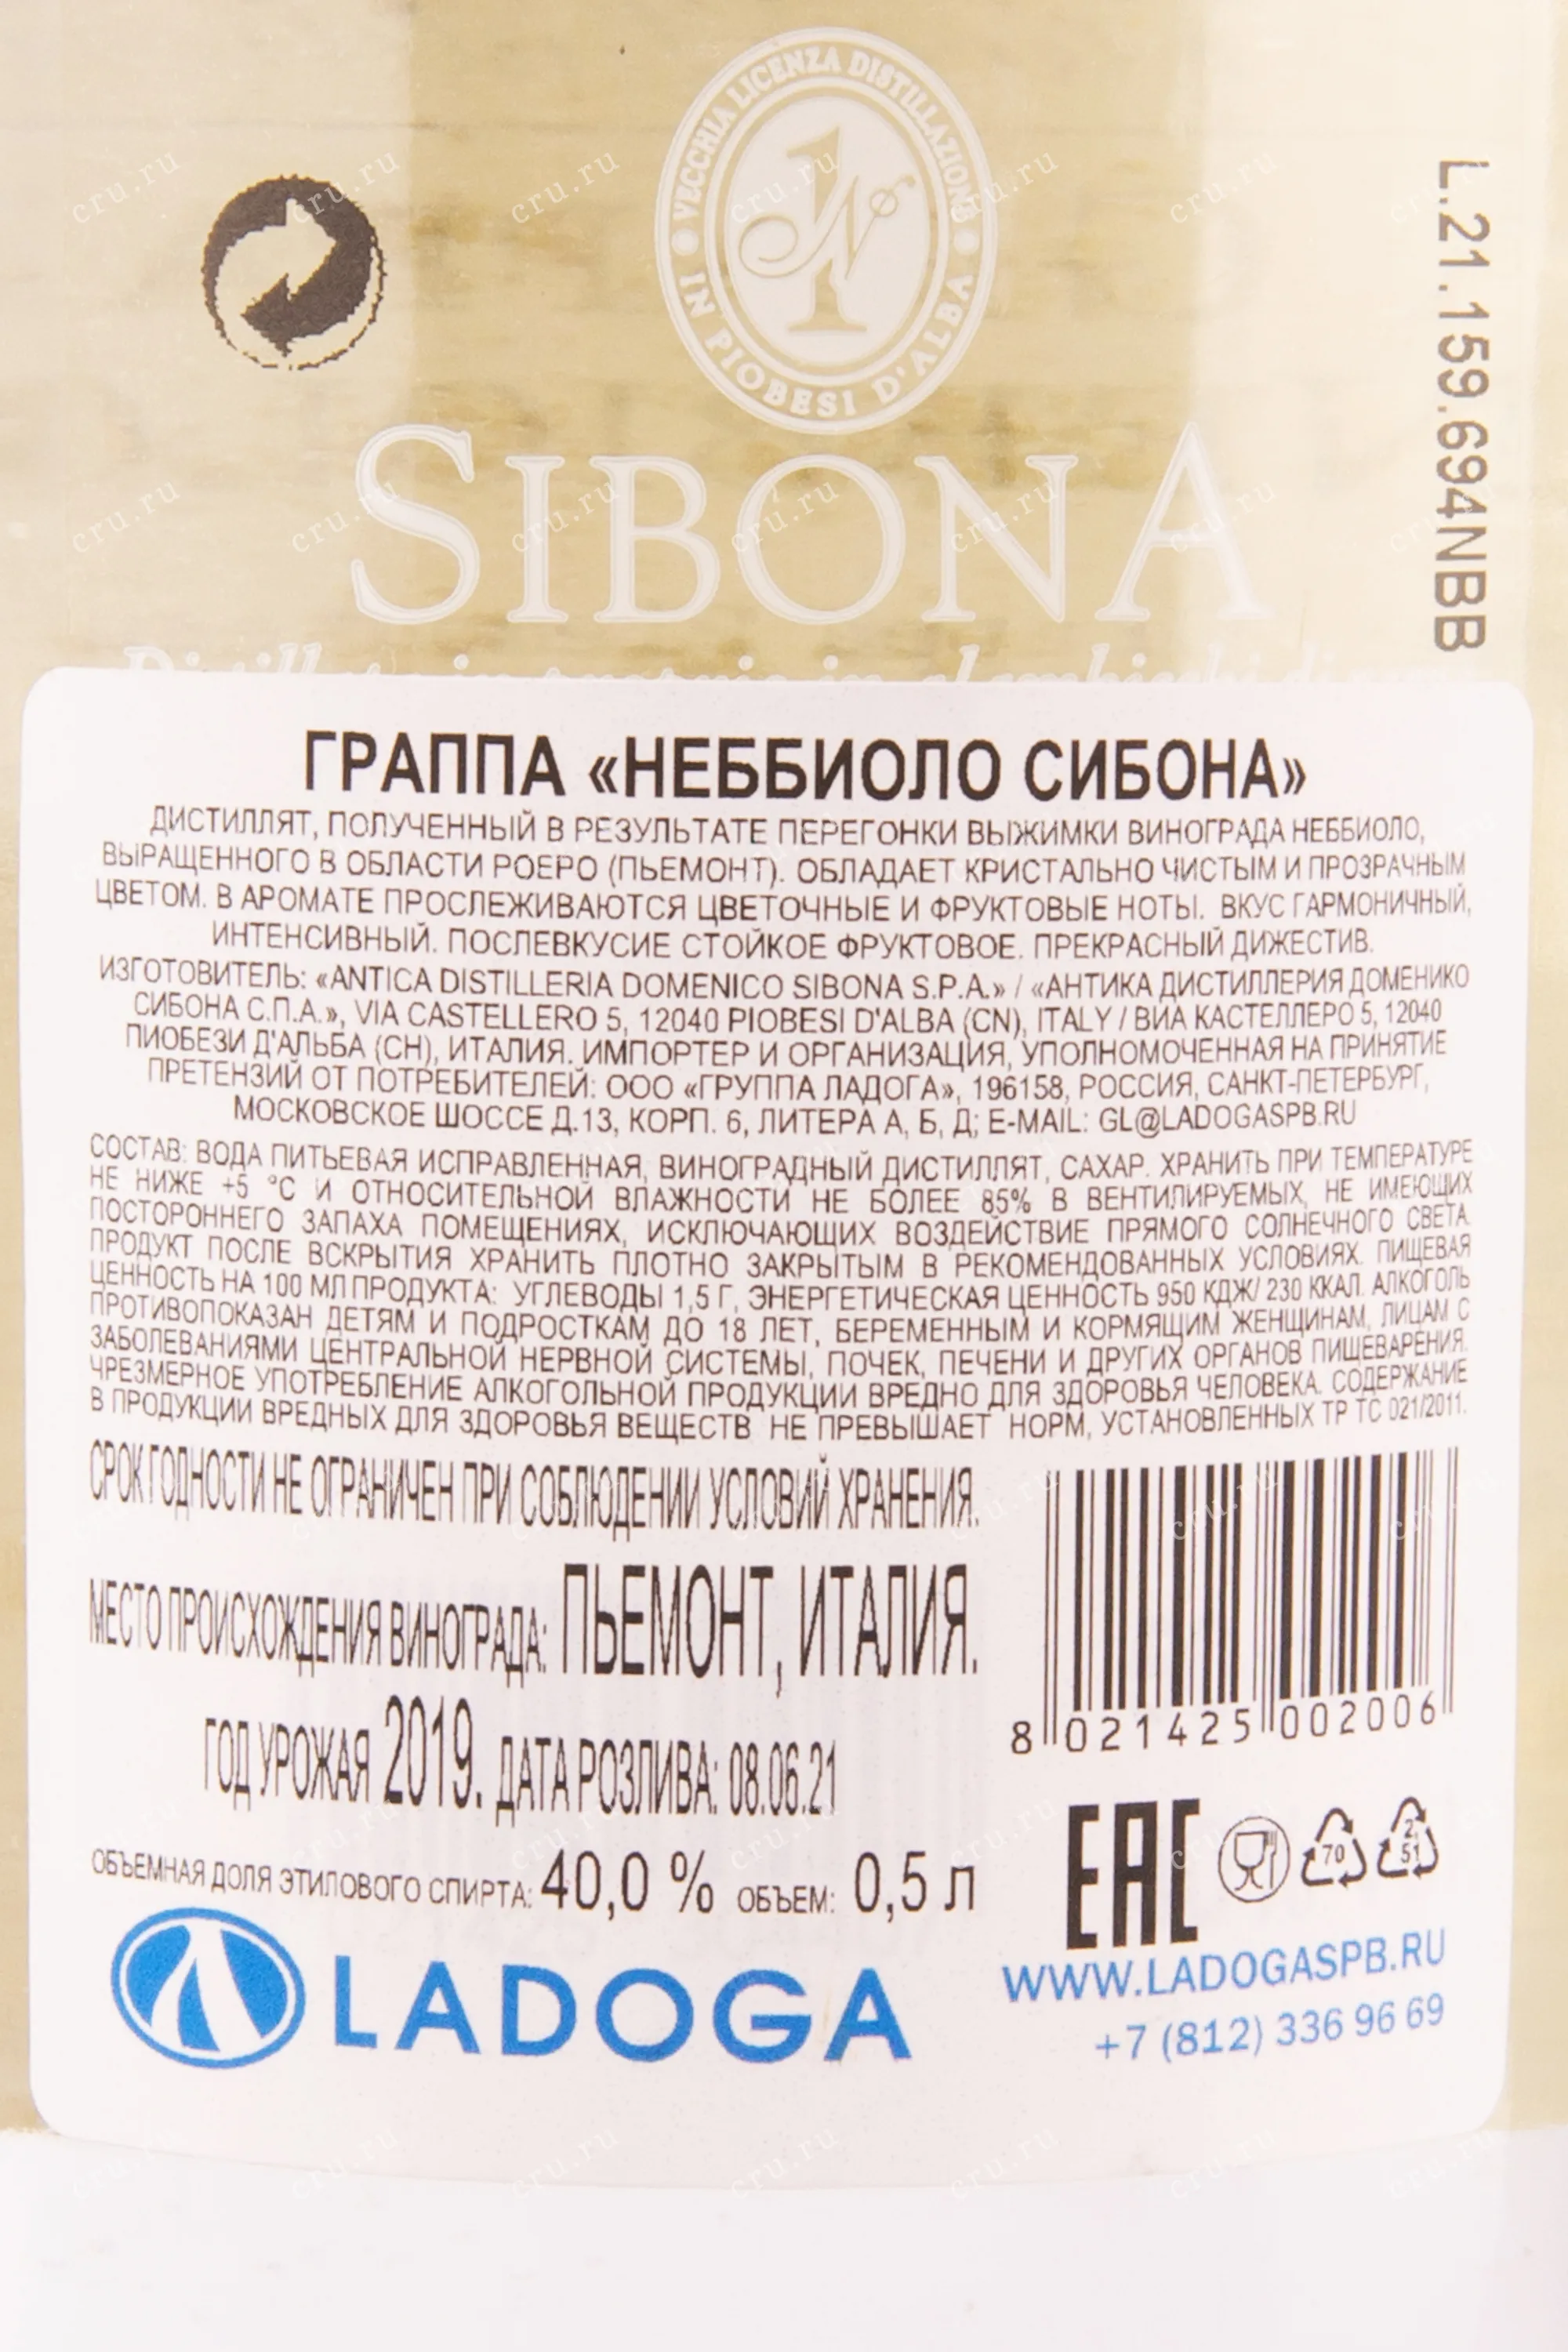 VECCHIA LICENZA DISTILLAZIONE
IN PIOBESI D'ALBA
1
No
L.21.159.694NBB
SIBONA
ГРАППА «НЕББИОЛО СИБОНА»
ДИСТИЛЛЯТ, ПОЛУЧЕННЫЙ В РЕЗУЛЬТАТЕ ПЕРЕГОНКИ ВЫЖИМКИ ВИНОГРАДА НЕББИОЛО,
ВЫРАЩЕННОГО В ОБЛАСТИ РОЕРО (ПЬЕМОНТ). ОБЛАДАЕТ КРИСТАЛЬНО ЧИСТЫМ И ПРОЗРАЧНЫМ
ЦВЕТОМ. В АРОМАТЕ ПРОСЛЕЖИВАЮТСЯ ЦВЕТОЧНЫЕ И ФРУКТОВЫЕ НОТЫ. ВКУС ГАРМОНИЧНЫЙ,
ИНТЕНСИВНЫЙ. ПОСЛЕВКУСИЕ СТОЙКОЕ ФРУКТОВОЕ. ПРЕКРАСНЫЙ ДИЖЕСТИВ.
ИЗГОТОВИТЕЛЬ: «ANTICA DISTILLERIA DOMENICO SIBONA S.P.A.» / «АНТИКА ДИСТИЛЛЕРИЯ ДОМЕНИКО
СИБОНА С.П.А.», VIA CASTELLERO 5, 12040 PIOBESI D'ALBA (CN), ITALY / ВИА КАСТЕЛЛЕРО 5, 12040
ПИОБЕЗИ Д'АЛЬБА (СН), ИТАЛИЯ. ИМПОРТЕР И ОРГАНИЗАЦИЯ, УПОЛНОМОЧЕННАЯ НА ПРИНЯТИЕ
ПРЕТЕНЗИЙ ОТ ПОТРЕБИТЕЛЕЙ: ООО «ГРУППА ЛАДОГА», 196158, РОССИЯ, САНКТ-ПЕТЕРБУРГ,
МОСКОВСКОЕ ШОССЕ Д.13, КОРП. 6, ЛИТЕРА А, Б, Д; E-MAIL: GL@LADOGASPB.RU
СОСТАВ: ВОДА ПИТЬЕВАЯ ИСПРАВЛЕННАЯ, ВИНОГРАДНЫЙ ДИСТИЛЛЯТ, САХАР. ХРАНИТЬ ПРИ ТЕМПЕРАТУРЕ
НЕ НИЖЕ +5 °С И ОТНОСИТЕЛЬНОЙ ВЛАЖНОСТИ НЕ БОЛЕЕ 85% В ВЕНТИЛИРУЕМЫХ, НЕ ИМЕЮЩИХ
ПОСТОРОННЕГО ЗАПАХА ПОМЕЩЕНИЯХ, ИСКЛЮЧАЮЩИХ ВОЗДЕЙСТВИЕ ПРЯМОГО СОЛНЕЧНОГО СВЕТА.
ПРОДУКТ ПОСЛЕ ВСКРЫТИЯ ХРАНИТЬ ПЛОТНО ЗАКРЫТЫМ В РЕКОМЕНДОВАННЫХ УСЛОВИЯХ. ПИЩЕВАЯ
ЦЕННОСТЬ НА 100 МЛ ПРОДУКТА: УГЛЕВОДЫ 1,5 Г, ЭНЕРГЕТИЧЕСКАЯ ЦЕННОСТЬ 950 КДЖ/ 230 ККАЛ. АЛКОГОЛЬ
ПРОТИВОПОКАЗАН ДЕТЯМ И ПОДРОСТКАМ ДО 18 ЛЕТ, БЕРЕМЕННЫМ И КОРМЯЩИМ ЖЕНЩИНАМ, ЛИЦАМ С
ЗАБОЛЕВАНИЯМИ ЦЕНТРАЛЬНОЙ НЕРВНОЙ СИСТЕМЫ, ПОЧЕК, ПЕЧЕНИ И ДРУГИХ ОРГАНОВ ПИЩЕВАРЕНИЯ.
ЧРЕЗМЕРНОЕ УПОТРЕБЛЕНИЕ АЛКОГОЛЬНОЙ ПРОДУКЦИИ ВРЕДНО ДЛЯ ЗДОРОВЬЯ ЧЕЛОВЕКА. СОДЕРЖАНИЕ
В ПРОДУКЦИИ ВРЕДНЫХ ДЛЯ ЗДОРОВЬЯ ВЕЩЕСТВ НЕ ПРЕВЫШАЕТ НОРМ, УСТАНОВЛЕННЫХ ТР ТС 021/2011.
СРОК ГОДНОСТИ НЕ ОГРАНИЧЕН ПРИ СОБЛЮДЕНИИ УСЛОВИЙ ХРАНЕНИЯ.
МЕСТО ПРОИСХОЖДЕНИЯ ВИНОГРАДА: ПЬЕМОНТ, ИТАЛИЯ.
ГОД УРОЖАЯ 2019. ДАТА РОЗЛИВА: 08.06.21
8 021425 002006
ОБЪЕМНАЯ ДОЛЯ ЭТИЛОВОГО СПИРТА: 40,0 % ОБЪЕМ: 0,5 л
EAC 70 2 51
LADOGA
WWW.LADOGASPB.RU
+7 (812) 336 96 69
cru.ru